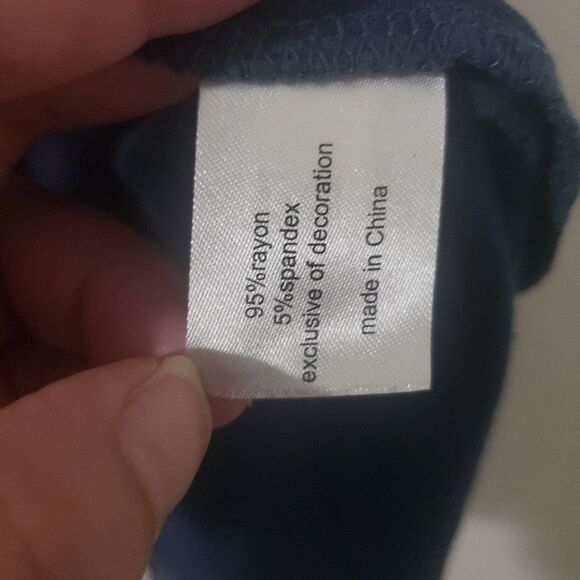 95%rayon
5%spandex
exclusive of decoration
made in China